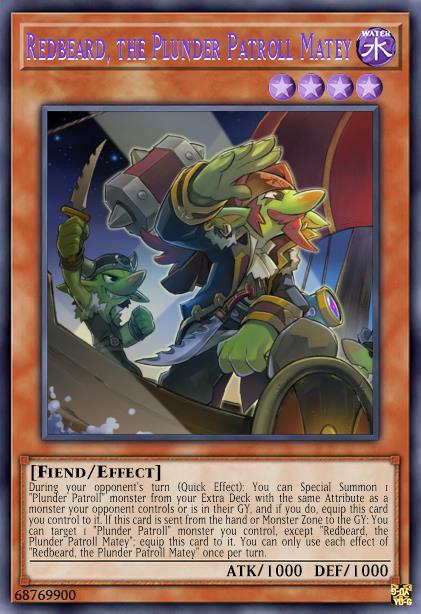 REDBEARD, THE PLUNDER PATROLL MATEY
WATER
水
[FIEND/EFFECT]
During your opponent's turn (Quick Effect): You can Special Summon 1
"Plunder Patroll" monster from your Extra Deck with the same Attribute as a
monster your opponent controls or is in their GY, and if you do, equip this card
you control to it. If this card is sent from the hand or Monster Zone to the GY: You
can target 1 "Plunder Patroll" monster you control, except "Redbeard, the
Plunder Patroll Matey"; equip this card to it. You can only use each effect of
"Redbeard, the Plunder Patroll Matey" once per turn.
ATK/1000 DEF/1000
68769900